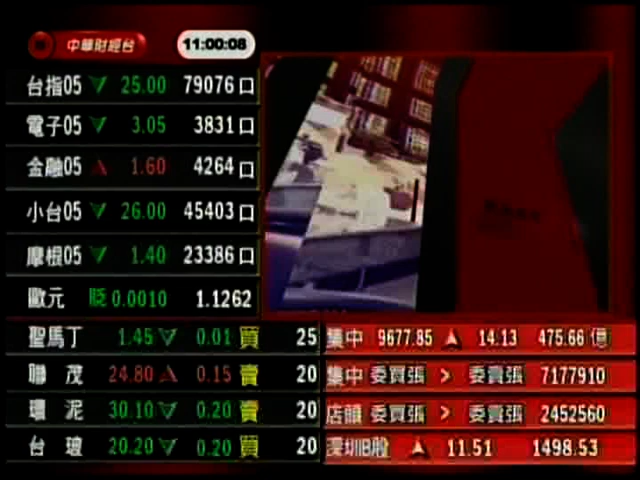 中華財經台 11:00:08
台指05 ▽ 25.00 79076口
電子05 ▽ 3.05 3831口
金融05 △ 1.60 4264口
小台05 ▽ 26.00 45403口
摩根05 ▽ 1.40 23386口
歐元 貶 0.0010 1.1262
聖馬丁 1.45 ▽ 0.01 買 25
聯茂 24.80 △ 0.15 賣 20
環泥 30.10 ▽ 0.20 賣 20
台玻 20.20 ▽ 0.20 買 20
集中 9677.85 ▲ 14.13 475.66億
集中 委買張 > 委賣張 7177910
店頭 委買張 > 委賣張 2452560
深圳B股 ▲ 11.51 1498.53